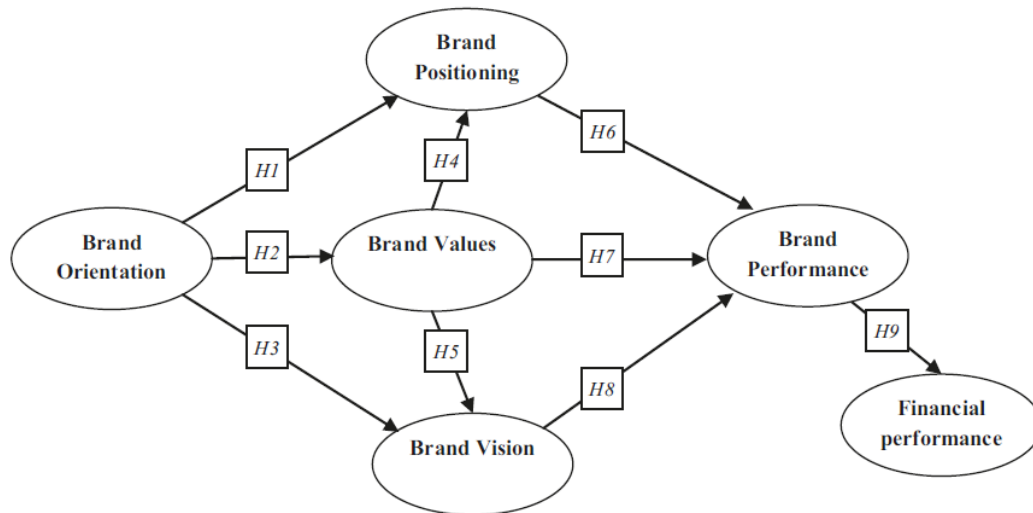 Brand
Positioning
H1
H4
H6
Brand
Orientation
H2
Brand Values
H7
Brand
Performance
H3
H5
H8
H9
Brand Vision
Financial
performance